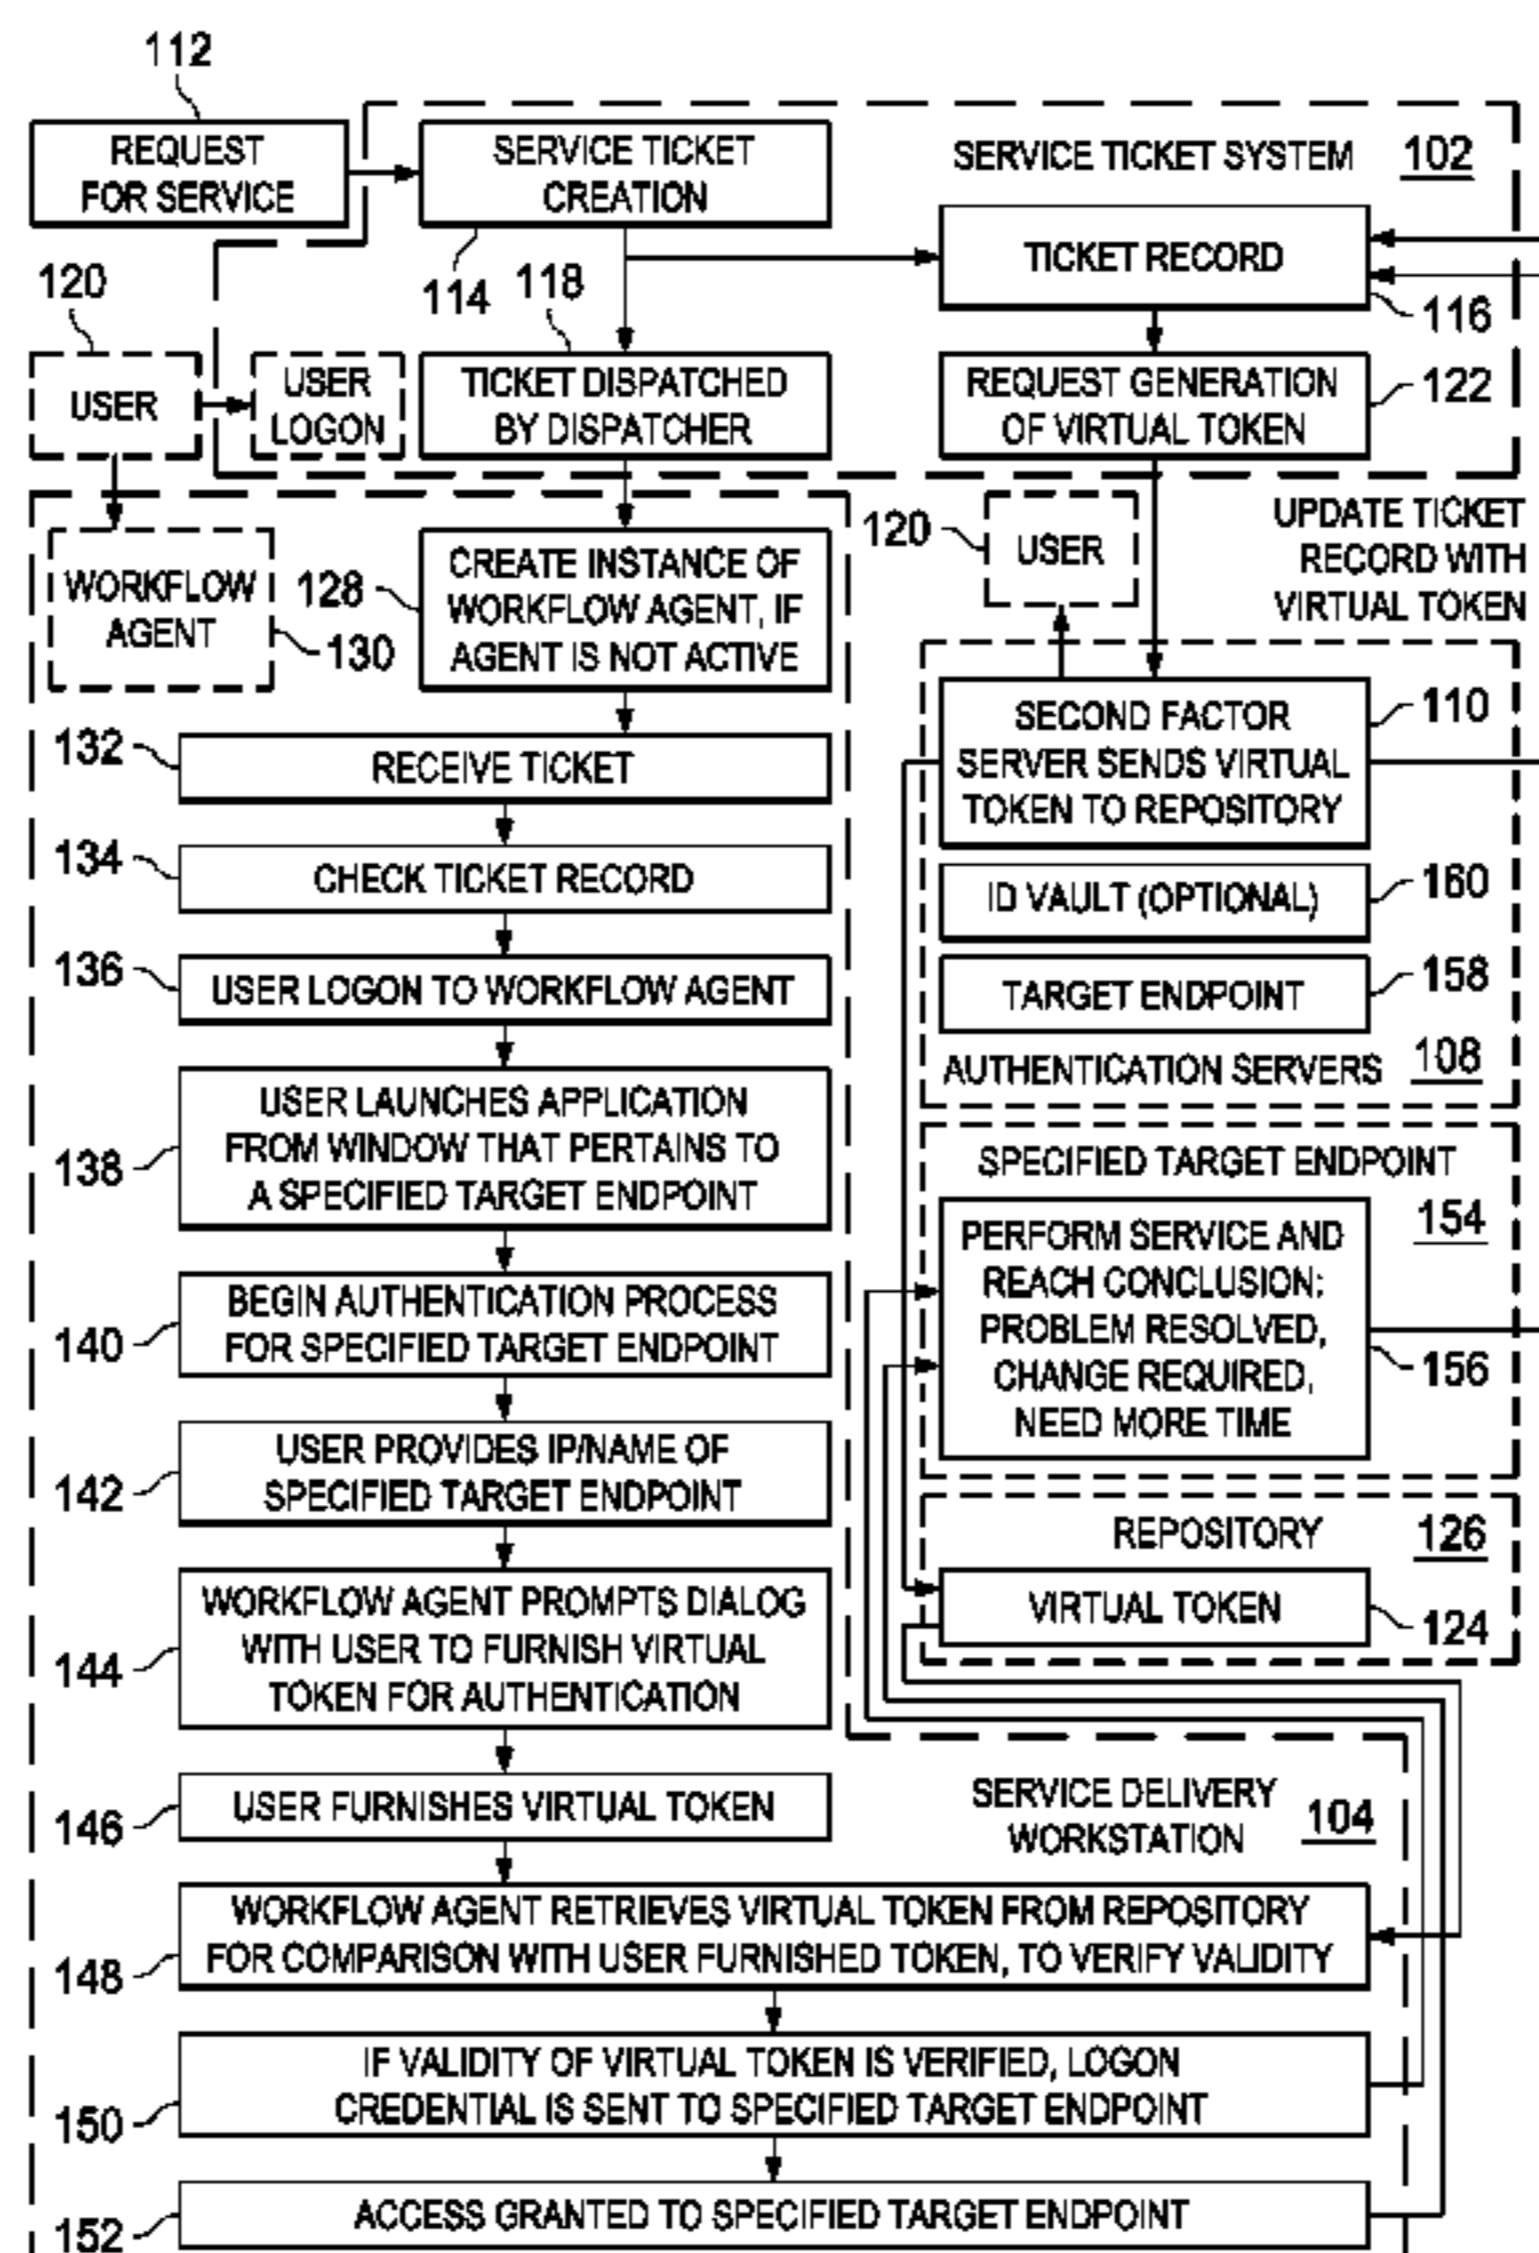 112
REQUEST
FOR SERVICE
SERVICE TICKET
CREATION
114
SERVICE TICKET SYSTEM 102
TICKET RECORD
116
120
USER
USER
LOGON
118
TICKET DISPATCHED
BY DISPATCHER
REQUEST GENERATION
OF VIRTUAL TOKEN
122
WORKFLOW
AGENT
130
128
CREATE INSTANCE OF
WORKFLOW AGENT, IF
AGENT IS NOT ACTIVE
120
USER
UPDATE TICKET
RECORD WITH
VIRTUAL TOKEN
132
RECEIVE TICKET
134
CHECK TICKET RECORD
136
USER LOGON TO WORKFLOW AGENT
138
USER LAUNCHES APPLICATION
FROM WINDOW THAT PERTAINS TO
A SPECIFIED TARGET ENDPOINT
140
BEGIN AUTHENTICATION PROCESS
FOR SPECIFIED TARGET ENDPOINT
142
USER PROVIDES IP/NAME OF
SPECIFIED TARGET ENDPOINT
144
WORKFLOW AGENT PROMPTS DIALOG
WITH USER TO FURNISH VIRTUAL
TOKEN FOR AUTHENTICATION
146
USER FURNISHES VIRTUAL TOKEN
SECOND FACTOR
SERVER SENDS VIRTUAL
TOKEN TO REPOSITORY
110
ID VAULT (OPTIONAL)
160
TARGET ENDPOINT
158
AUTHENTICATION SERVERS 108
SPECIFIED TARGET ENDPOINT
154
PERFORM SERVICE AND
REACH CONCLUSION:
PROBLEM RESOLVED,
CHANGE REQUIRED,
NEED MORE TIME
156
REPOSITORY 126
VIRTUAL TOKEN
124
SERVICE DELIVERY
WORKSTATION
104
148
WORKFLOW AGENT RETRIEVES VIRTUAL TOKEN FROM REPOSITORY
FOR COMPARISON WITH USER FURNISHED TOKEN, TO VERIFY VALIDITY
150
IF VALIDITY OF VIRTUAL TOKEN IS VERIFIED, LOGON
CREDENTIAL IS SENT TO SPECIFIED TARGET ENDPOINT
152
ACCESS GRANTED TO SPECIFIED TARGET ENDPOINT